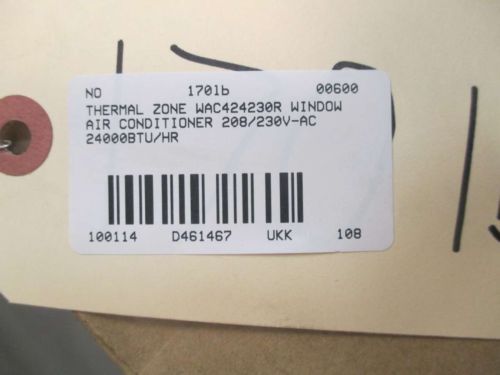 NO 1701b 00600
THERMAL ZONE WAC424230R WINDOW
AIR CONDITIONER 208/230V-AC
24000BTU/HR
100114 D461467 UKK 108